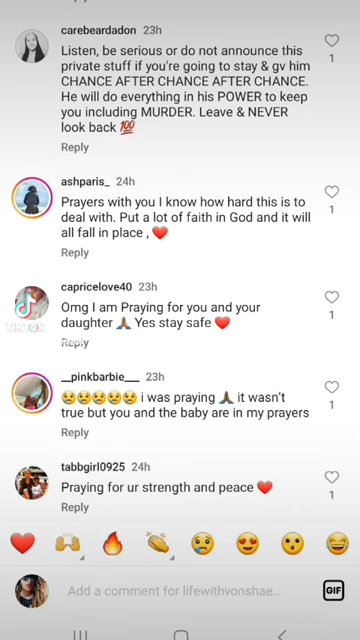 carebeardadon 23h
Listen, be serious or do not announce this
private stuff if you're going to stay & gv him
CHANCE AFTER CHANCE AFTER CHANCE.
He will do everything in his POWER to keep
you including MURDER. Leave & NEVER
look back 💯
1
Reply
ashparis_ 24h
Prayers with you I know how hard this is to
deal with. Put a lot of faith in God and it will
all fall in place , ❤️
1
Reply
capricelove40 23h
Omg I am Praying for you and your
daughter 🙏🏾 Yes stay safe ❤️
1
TikTok
Reply
__pinkbarbie___ 23h
😢😢😢😢😢 i was praying 🙏🏾 it wasn't
true but you and the baby are in my prayers
1
Reply
tabbgirl0925 24h
Praying for ur strength and peace ❤️
1
Reply
❤️ 🙌🏼 🔥 👏🏼 😢 😍 😮 😂
Add a comment for lifewithvonshae...
GIF